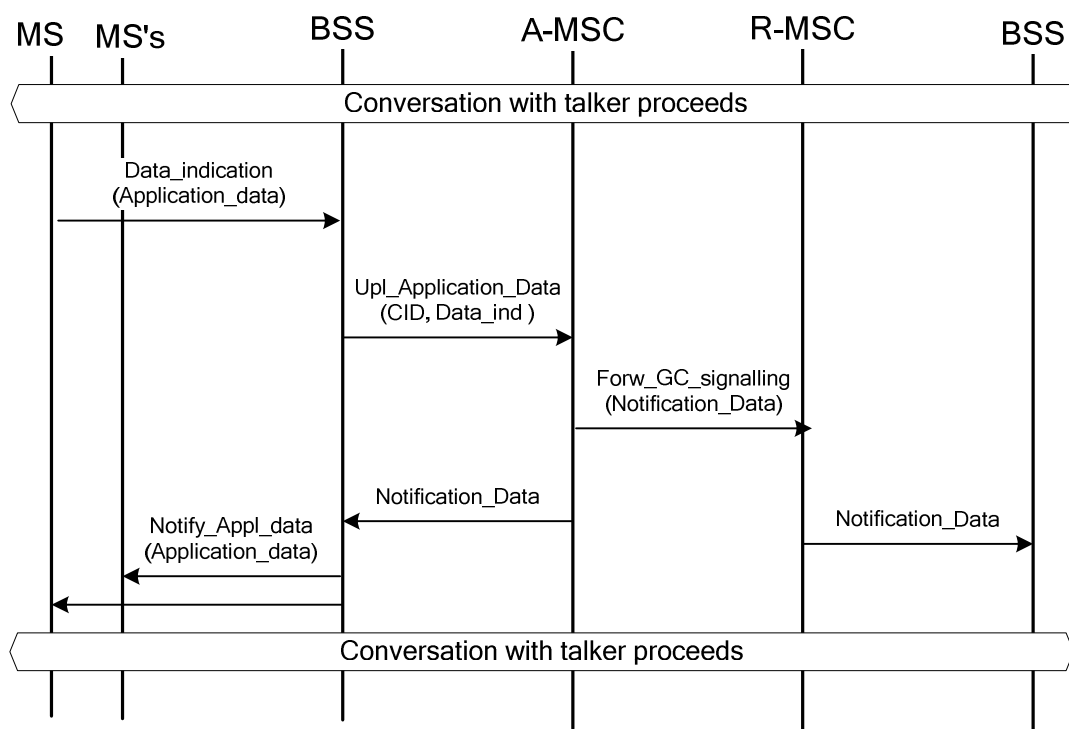 MS
MS's
BSS
A-MSC
R-MSC
BSS
Conversation with talker proceeds
Data_indication
(Application_data)
Upl_Application_Data
(CID, Data_ind )
Forw_GC_signalling
(Notification_Data)
Notification_Data
Notification_Data
Notify_Appl_data
(Application_data)
Conversation with talker proceeds